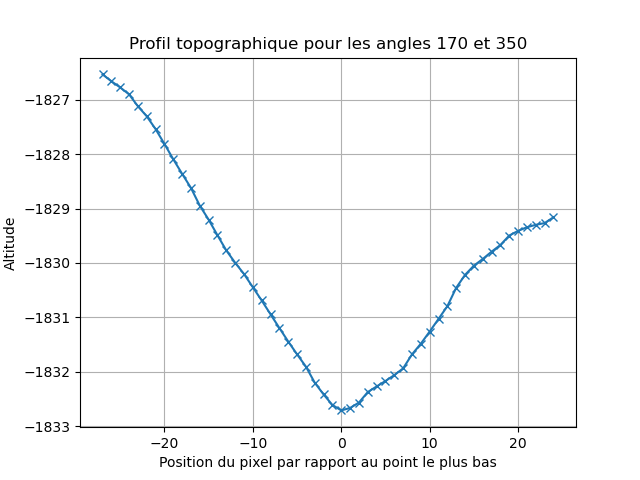 Profil topographique pour les angles 170 et 350
Altitude
−1827
−1828
−1829
−1830
−1831
−1832
−1833
−20 −10 0 10 20
Position du pixel par rapport au point le plus bas